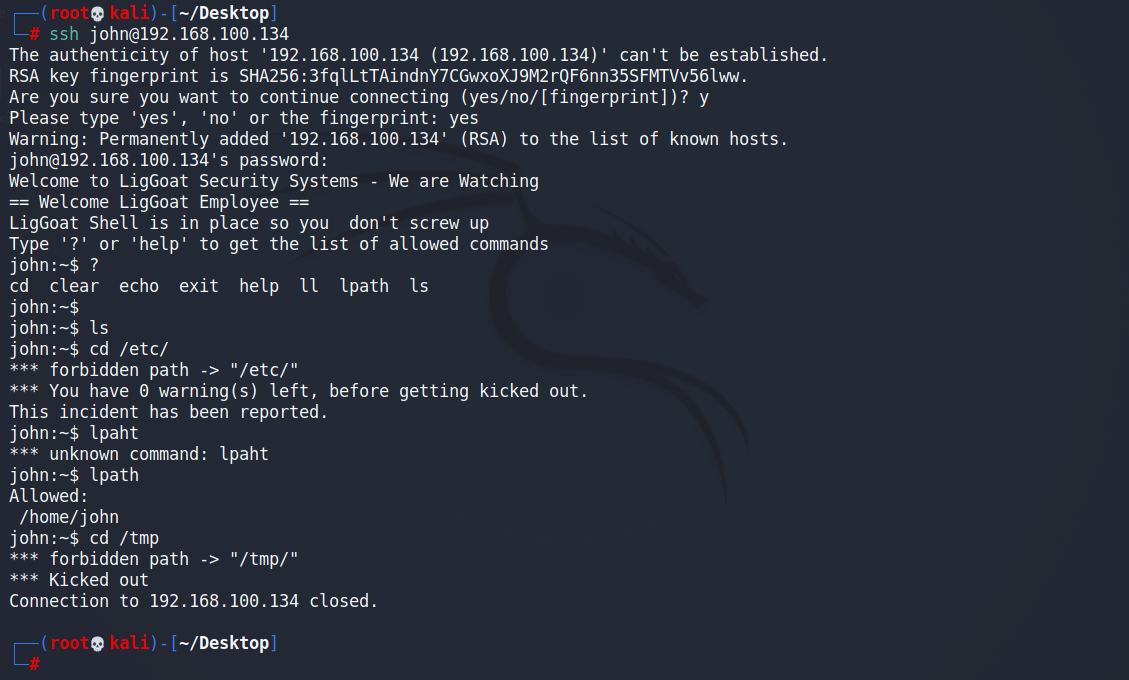 ┌──(root💀kali)-[~/Desktop]
└─# ssh john@192.168.100.134
The authenticity of host '192.168.100.134 (192.168.100.134)' can't be established.
RSA key fingerprint is SHA256:3fqlLtTAindnY7CGwxoXJ9M2rQF6nn35SFMTVv56lww.
Are you sure you want to continue connecting (yes/no/[fingerprint])? y
Please type 'yes', 'no' or the fingerprint: yes
Warning: Permanently added '192.168.100.134' (RSA) to the list of known hosts.
john@192.168.100.134's password:
Welcome to LigGoat Security Systems - We are Watching
== Welcome LigGoat Employee ==
LigGoat Shell is in place so you  don't screw up
Type '?' or 'help' to get the list of allowed commands
john:~$ ?
cd  clear  echo  exit  help  ll  lpath  ls
john:~$
john:~$ ls
john:~$ cd /etc/
*** forbidden path -> "/etc/"
*** You have 0 warning(s) left, before getting kicked out.
This incident has been reported.
john:~$ lpaht
*** unknown command: lpaht
john:~$ lpath
Allowed:
 /home/john
john:~$ cd /tmp
*** forbidden path -> "/tmp/"
*** Kicked out
Connection to 192.168.100.134 closed.
┌──(root💀kali)-[~/Desktop]
└─#